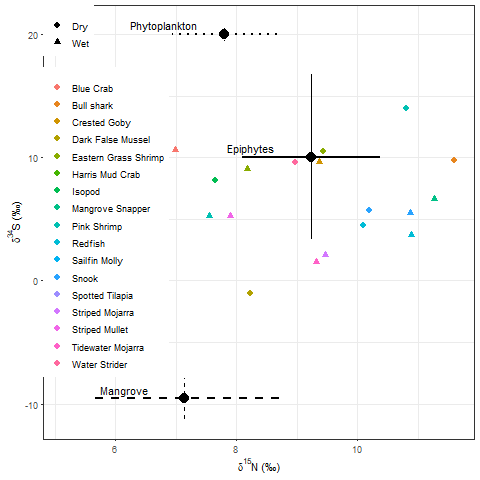 Dry
Wet
Phytoplankton
Blue Crab
Bull shark
Crested Goby
Dark False Mussel
Eastern Grass Shrimp
Harris Mud Crab
Isopod
Mangrove Snapper
Pink Shrimp
Redfish
Sailfin Molly
Snook
Spotted Tilapia
Striped Mojarra
Striped Mullet
Tidewater Mojarra
Water Strider
Epiphytes
Mangrove
20
10
0
-10
δ³⁴S (‰)
6
8
10
δ¹⁵N (‰)